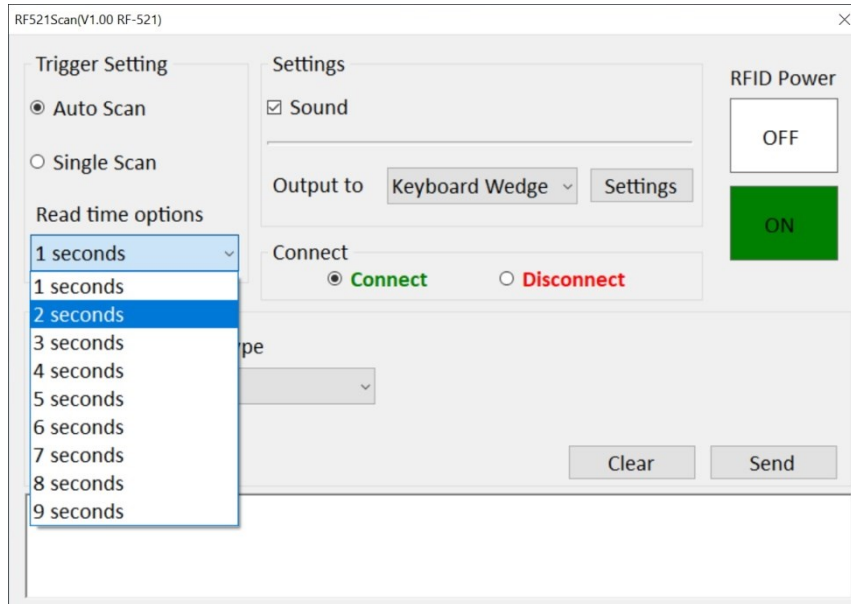 RF521Scan(V1.00 RF-521)
Trigger Setting
Auto Scan
Single Scan
Read time options
1 seconds
1 seconds
2 seconds
3 seconds
4 seconds
5 seconds
6 seconds
7 seconds
8 seconds
9 seconds
Settings
Sound
Output to Keyboard Wedge Settings
Connect
Connect Disconnect
RFID Power
OFF
ON
Clear Send